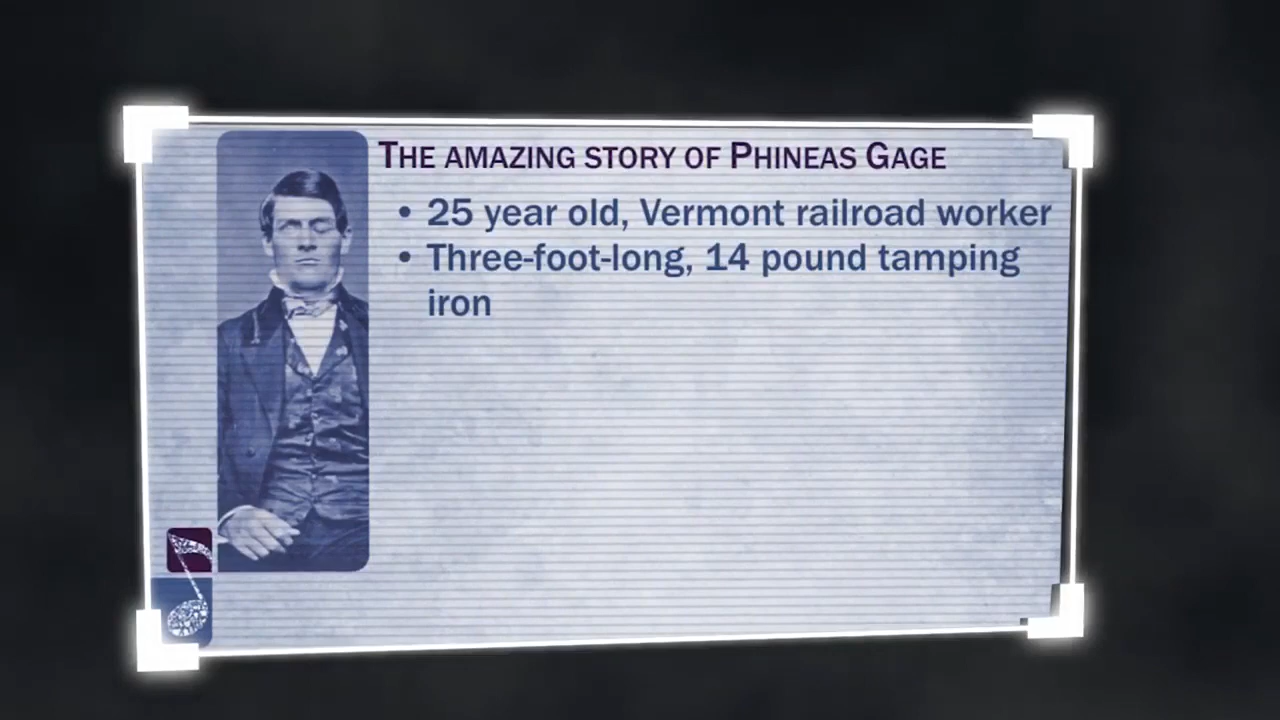 THE AMAZING STORY OF PHINEAS GAGE
• 25 year old, Vermont railroad worker
• Three-foot-long, 14 pound tamping
iron